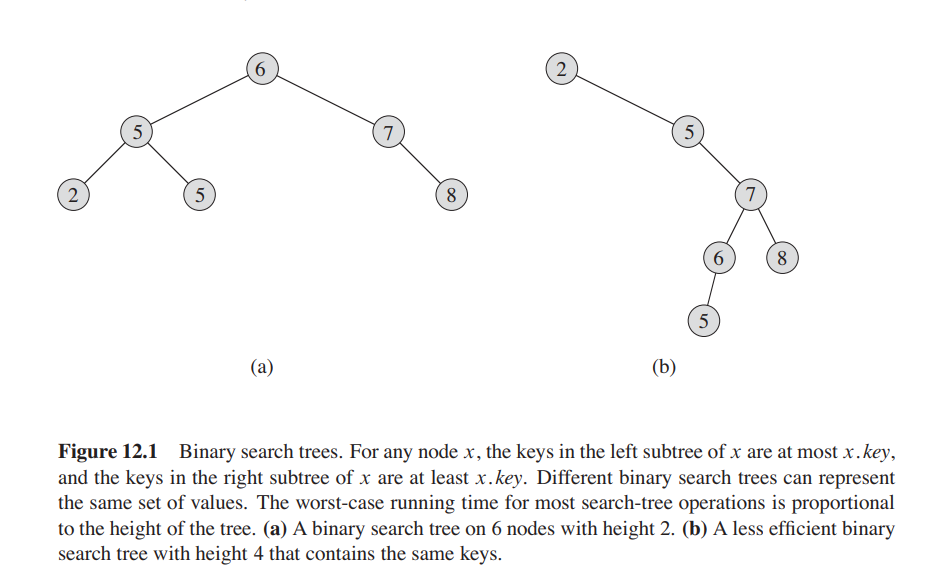 6
2
5
5
7
7
2
5
8
6
8
5
(a)
(b)
Figure 12.1 Binary search trees. For any node x, the keys in the left subtree of x are at most x.key,
and the keys in the right subtree of x are at least x.key. Different binary search trees can represent
the same set of values. The worst-case running time for most search-tree operations is proportional
to the height of the tree. (a) A binary search tree on 6 nodes with height 2. (b) A less efficient binary
search tree with height 4 that contains the same keys.